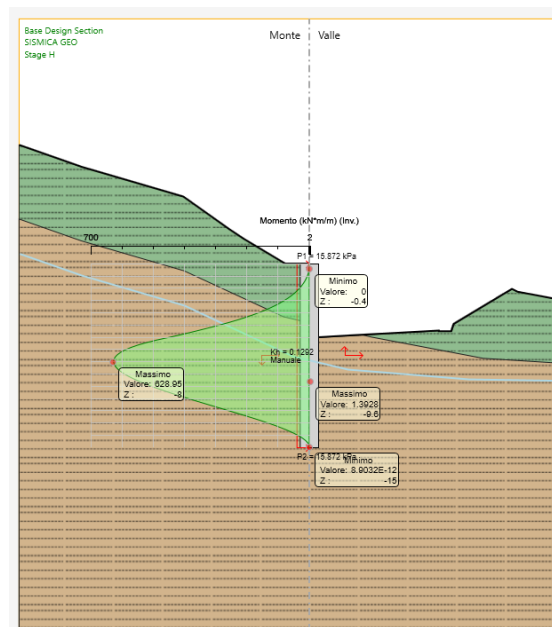 Base Design Section
SISMICA GEO
Stage H
Monte
Valle
Momento (kN*m/m) (Inv.)
700
2
P1 = 15.872 kPa
Minimo
Valore: 0
Z : -0.4
Kh = 0.1292
Manuale
Massimo
Valore: 628.95
Z : -8
Massimo
Valore: 1.3928
Z : -9.6
P2 = 15.872 kPa
Minimo
Valore: 8.9032E-12
Z : -15